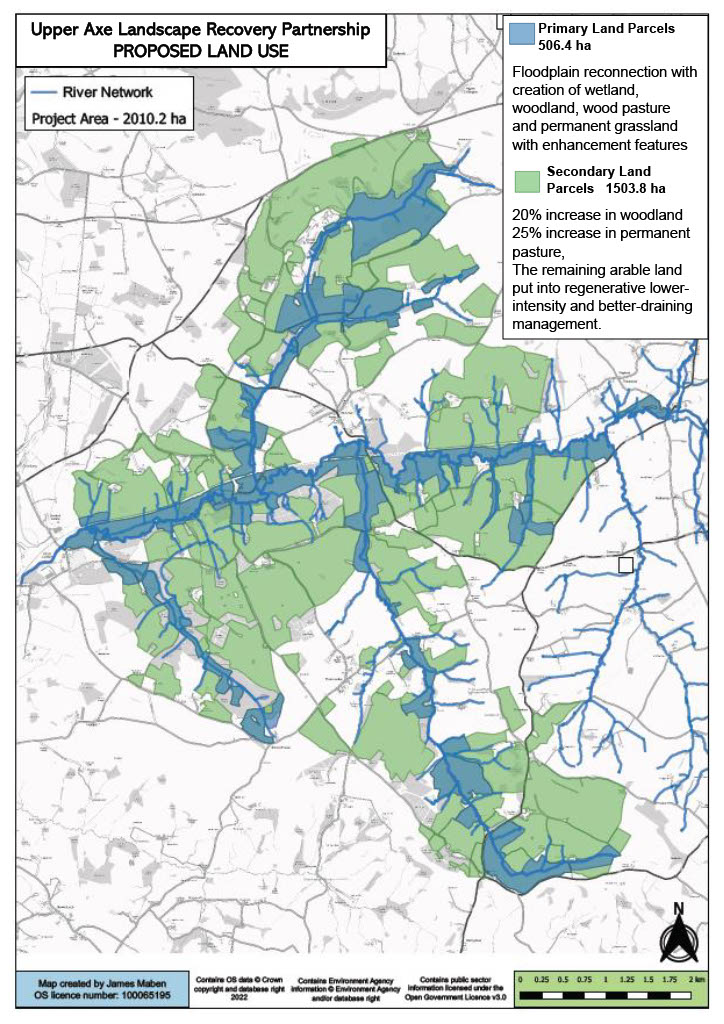 Upper Axe Landscape Recovery Partnership
PROPOSED LAND USE
River Network
Project Area - 2010.2 ha
Primary Land Parcels
506.4 ha
Floodplain reconnection with
creation of wetland,
woodland, wood pasture
and permanent grassland
with enhancement features
Secondary Land
Parcels 1503.8 ha
20% increase in woodland
25% increase in permanent
pasture,
The remaining arable land
put into regenerative lower-
intensity and better-draining
management.
N
Map created by James Maben
OS licence number: 100065195
Contains OS data © Crown
copyright and database right
2022
Contains Environment Agency
information © Environment Agency
and/or database right
Contains public sector
information licensed under the
Open Government Licence v3.0
0 0.25 0.5 0.75 1 1.25 1.5 1.75 2 km